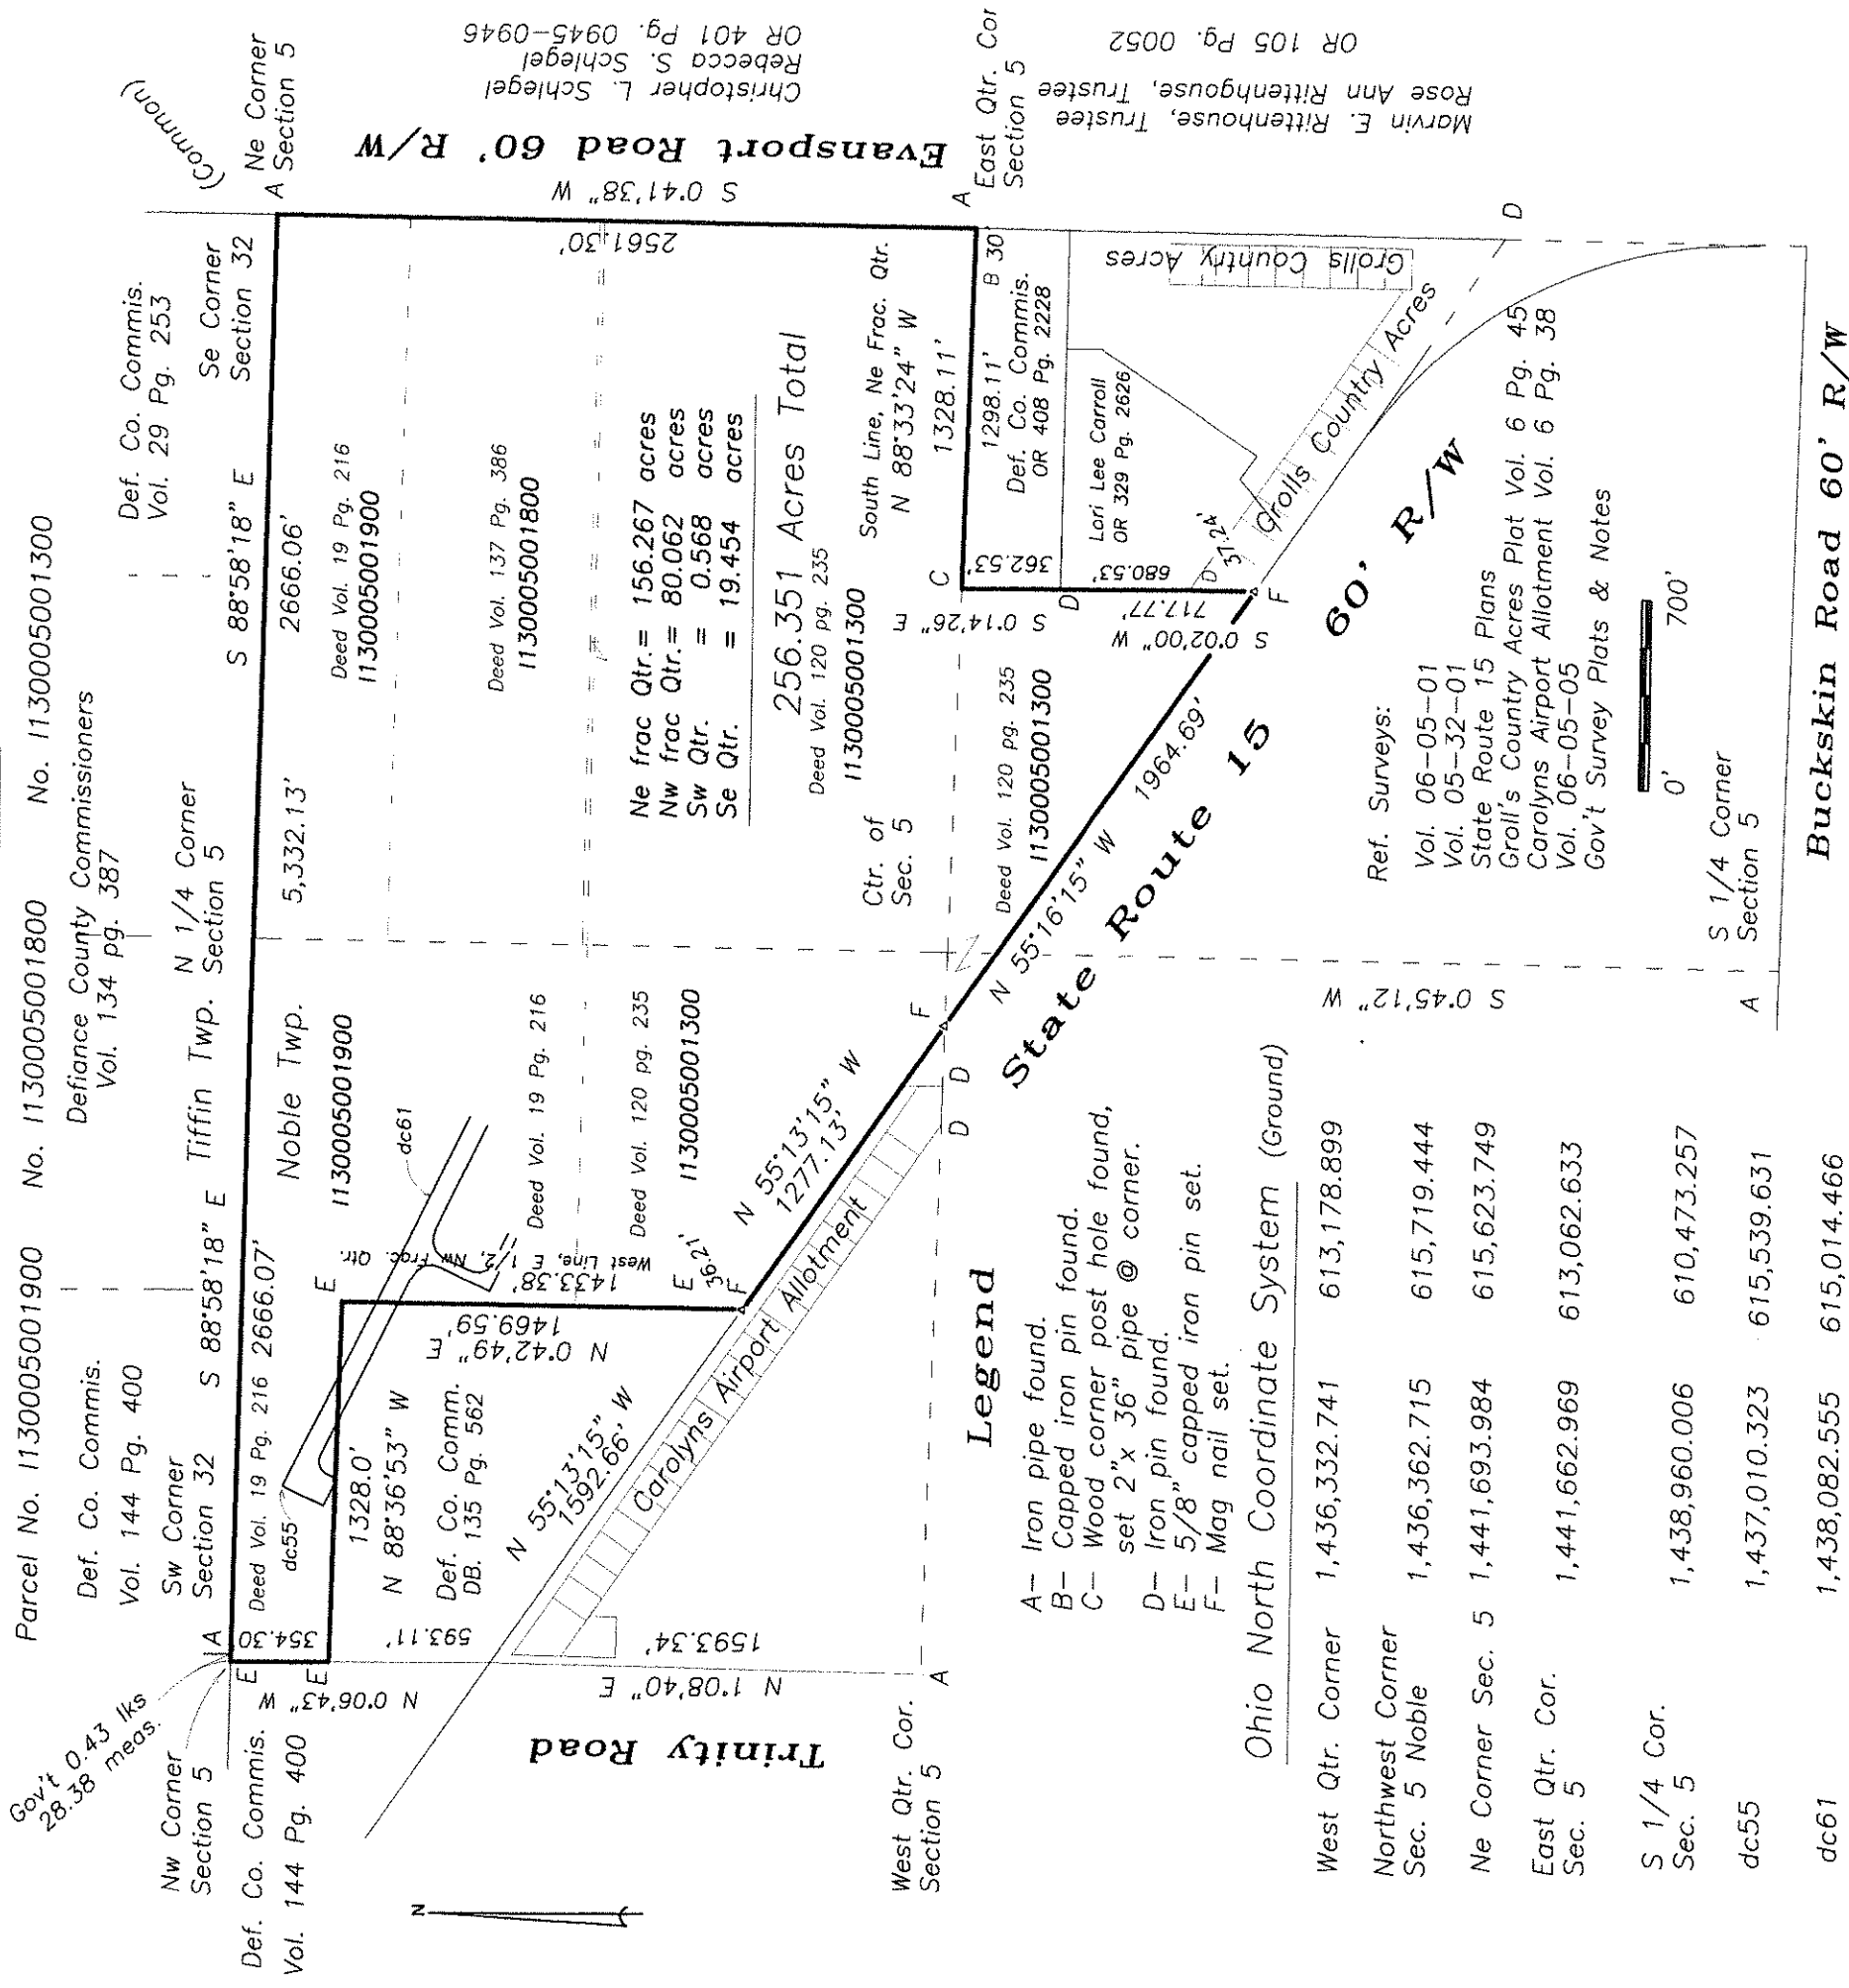 Parcel No. I130005001900 No. I130005001800 No. I130005001300
Defiance County Commissioners
Vol. 134 pg. 387
Def. Co. Commis.
Vol. 144 Pg. 400
Def. Co. Commis.
Vol. 29 Pg. 253
(Common)
Gov't 0.43 lks
28.38 meas.
Nw Corner
Section 5
Sw Corner
Section 32
N 1/4 Corner
Section 5
Se Corner
Section 32
Ne Corner
Section 5
A
A
S 88°58'18" E
Tiffin Twp.
S 88°58'18" E
Def. Co. Commis.
Vol. 144 Pg. 400
E
E
354.30
Deed Vol. 19 Pg. 216
2666.07'
Noble Twp.
5,332.13'
2666.06'
dc55
dc61
I130005001900
Deed Vol. 19 Pg. 216
I130005001900
Deed Vol. 137 Pg. 386
I130005001800
1328.0'
N 88°36'53" W
Def. Co. Comm.
DB. 135 Pg. 562
593.11'
N 0°06'43" W
E
N 0°42'49" E
1469.59'
1433.38'
West Line, E 1/2, Nw Frac. Qtr.
Deed Vol. 19 Pg. 216
Deed Vol. 120 pg. 235
I130005001300
E
36.21'
F
N 55°13'15" W
1592.66'
N 55°13'15" W
1277.13'
Carolyns Airport Allotment
1593.34'
N 1°08'40" E
Trinity Road
N
West Qtr. Cor.
Section 5
A
D
D
F
Ne frac Qtr.= 156.267 acres
Nw frac Qtr.= 80.062 acres
Sw Qtr. = 0.568 acres
Se Qtr. = 19.454 acres
256.351 Acres Total
Deed Vol. 120 pg. 235
I130005001300
South Line, Ne Frac. Qtr.
N 88°33'24" W
Ctr. of
Sec. 5
C
1328.11'
2561.30'
S 0°41'38" W
Evansport Road 60' R/W
Christopher L. Schlegel
Rebecca S. Schlegel
OR 401 Pg. 0945-0946
A
East Qtr. Cor
Section 5
Marvin E. Rittenhouse, Trustee
Rose Ann Rittenhgouse, Trustee
OR 105 Pg. 0052
1298.11'
B 30'
Def. Co. Commis.
OR 408 Pg. 2228
362.53'
S 0°14'26" E
D
Lori Lee Carroll
OR 329 Pg. 2626
680.53'
717.77'
S 0°02'00" W
D
37.24'
F
Grolls Country Acres
Grolls Country Acres
D
Deed Vol. 120 pg. 235
I130005001300
N 55°16'15" W
1964.69'
State Route 15
60' R/W
Ref. Surveys:
Vol. 06-05-01
Vol. 05-32-01
State Route 15 Plans
Groll's Country Acres Plat Vol. 6 Pg. 45
Carolyns Airport Allotment Vol. 6 Pg. 38
Vol. 06-05-05
Gov't Survey Plats & Notes
0' 700'
S 0°45'12" W
S 1/4 Corner
Section 5
A
Buckskin Road 60' R/W
Legend
A- Iron pipe found.
B- Capped iron pin found.
C- Wood corner post hole found,
set 2"x 36" pipe @ corner.
D- Iron pin found.
E- 5/8" capped iron pin set.
F- Mag nail set.
Ohio North Coordinate System (Ground)
West Qtr. Corner 1,436,332.741 613,178.899
Northwest Corner
Sec. 5 Noble 1,436,362.715 615,719.444
Ne Corner Sec. 5 1,441,693.984 615,623.749
East Qtr. Cor.
Sec. 5 1,441,662.969 613,062.633
S 1/4 Cor.
Sec. 5 1,438,960.006 610,473.257
dc55 1,437,010.323 615,539.631
dc61 1,438,082.555 615,014.466